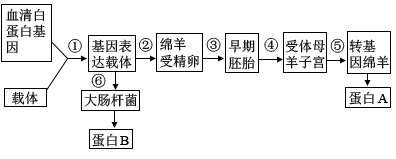 血清白
蛋白基
因
载体
①
基因表
达载体
②
绵羊
受精卵
③
早期
胚胎
④
受体母
羊子宫
⑤
转基
因绵羊
蛋白A
⑥
大肠杆菌
蛋白B